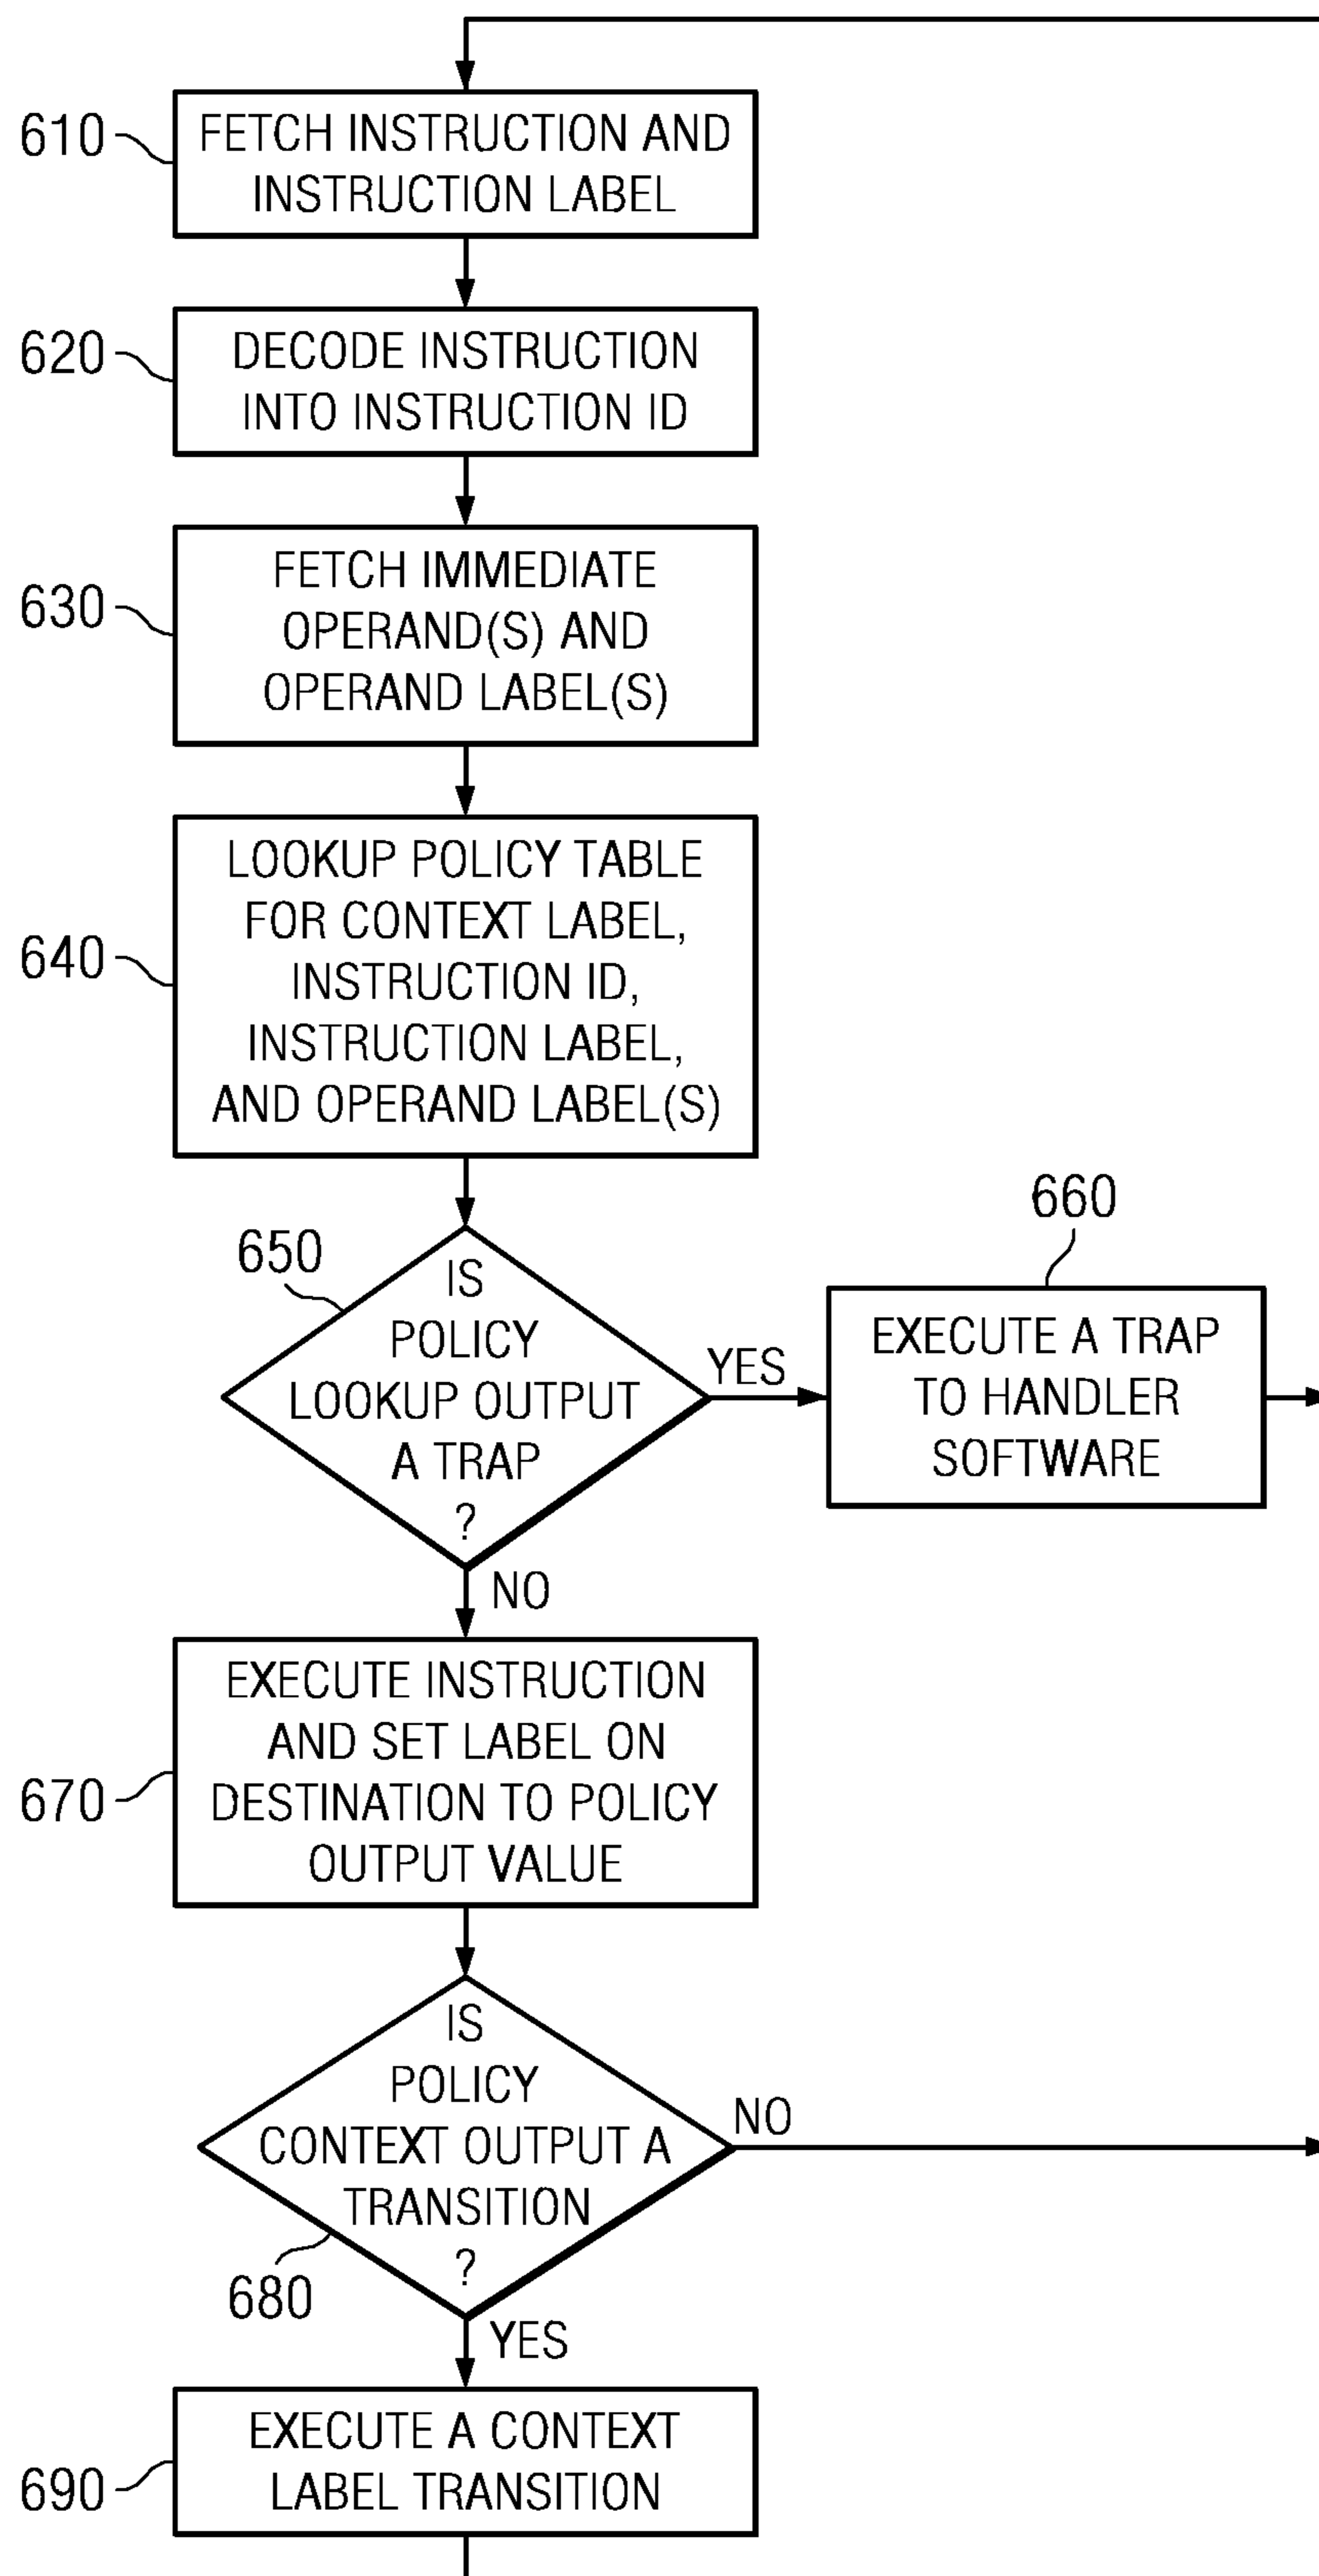 610
FETCH INSTRUCTION AND
INSTRUCTION LABEL
620
DECODE INSTRUCTION
INTO INSTRUCTION ID
630
FETCH IMMEDIATE
OPERAND(S) AND
OPERAND LABEL(S)
640
LOOKUP POLICY TABLE
FOR CONTEXT LABEL,
INSTRUCTION ID,
INSTRUCTION LABEL,
AND OPERAND LABEL(S)
650
IS
POLICY
LOOKUP OUTPUT
A TRAP
?
YES
660
EXECUTE A TRAP
TO HANDLER
SOFTWARE
NO
670
EXECUTE INSTRUCTION
AND SET LABEL ON
DESTINATION TO POLICY
OUTPUT VALUE
IS
POLICY
CONTEXT OUTPUT A
TRANSITION
?
NO
680
YES
690
EXECUTE A CONTEXT
LABEL TRANSITION